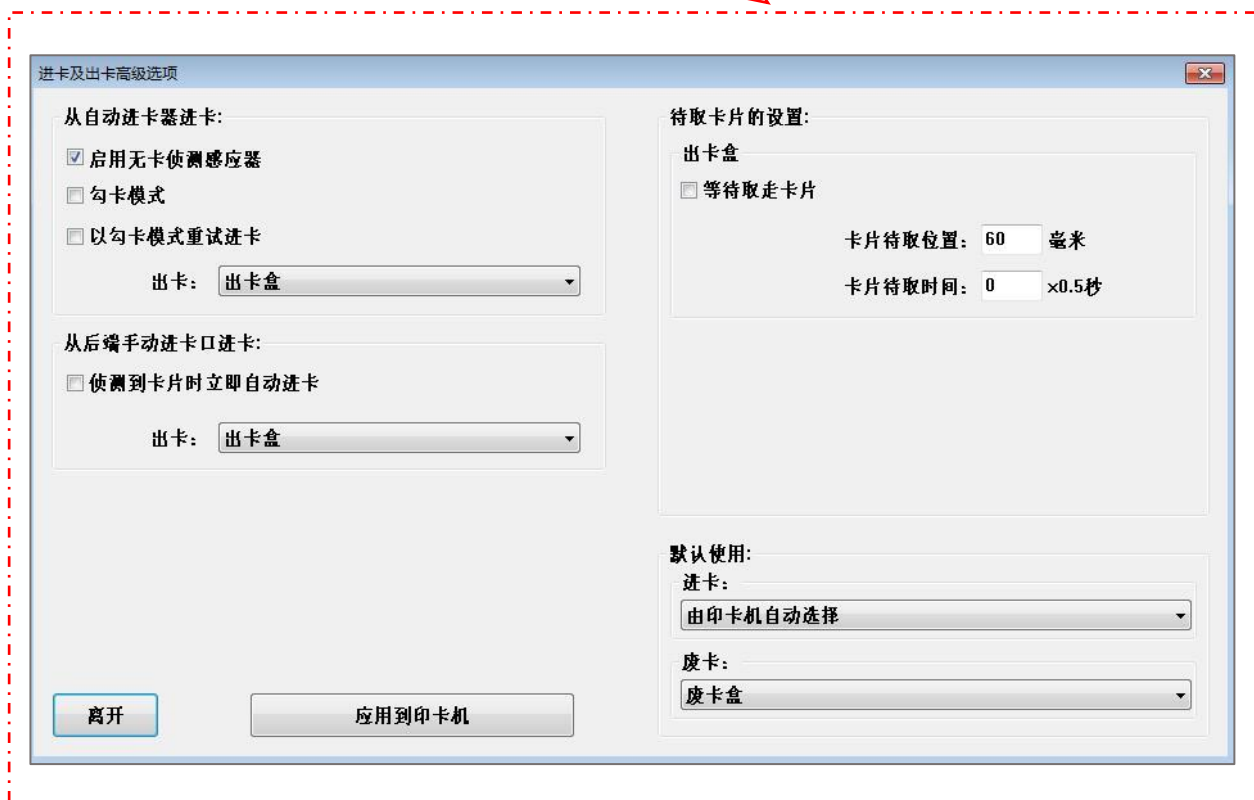 进卡及出卡高级选项
从自动进卡器进卡:
启用无卡侦测感应器
勾卡模式
以勾卡模式重试进卡
出卡: 出卡盒
从后端手动进卡口进卡:
侦测到卡片时立即自动进卡
出卡: 出卡盒
待取卡片的设置:
出卡盒
等待取走卡片
卡片待取位置: 60 毫米
卡片待取时间: 0 x0.5秒
默认使用:
进卡:
由印卡机自动选择
废卡:
废卡盒
离开
应用到印卡机